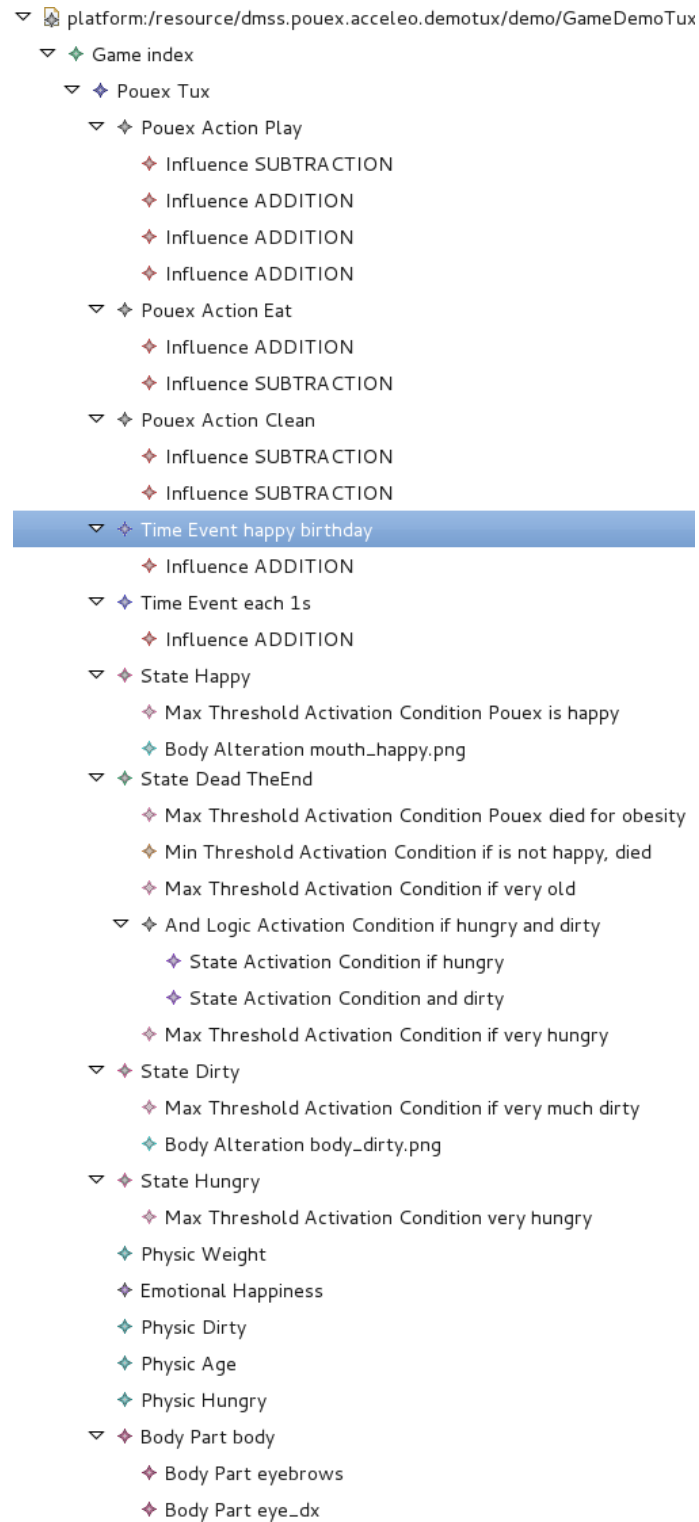 platform:/resource/dmss.pouex.acceleo.demotux/demo/GameDemoTux
Game index
Pouex Tux
Pouex Action Play
Influence SUBTRACTION
Influence ADDITION
Influence ADDITION
Influence ADDITION
Pouex Action Eat
Influence ADDITION
Influence SUBTRACTION
Pouex Action Clean
Influence SUBTRACTION
Influence SUBTRACTION
Time Event happy birthday
Influence ADDITION
Time Event each 1s
Influence ADDITION
State Happy
Max Threshold Activation Condition Pouex is happy
Body Alteration mouth_happy.png
State Dead TheEnd
Max Threshold Activation Condition Pouex died for obesity
Min Threshold Activation Condition if is not happy, died
Max Threshold Activation Condition if very old
And Logic Activation Condition if hungry and dirty
State Activation Condition if hungry
State Activation Condition and dirty
Max Threshold Activation Condition if very hungry
State Dirty
Max Threshold Activation Condition if very much dirty
Body Alteration body_dirty.png
State Hungry
Max Threshold Activation Condition very hungry
Physic Weight
Emotional Happiness
Physic Dirty
Physic Age
Physic Hungry
Body Part body
Body Part eyebrows
Body Part eye_dx